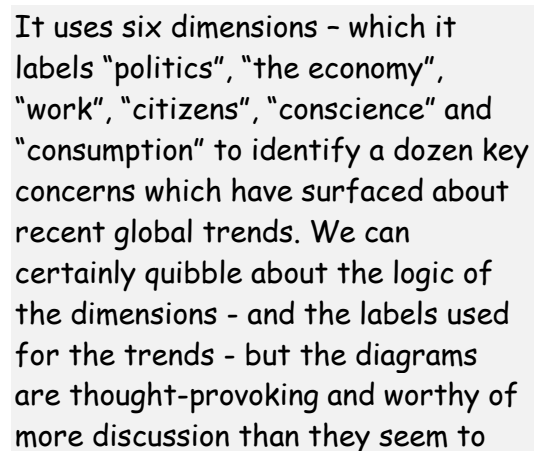 It uses six dimensions – which it
labels “politics”, “the economy”,
“work”, “citizens”, “conscience” and
“consumption” to identify a dozen key
concerns which have surfaced about
recent global trends. We can
certainly quibble about the logic of
the dimensions - and the labels used
for the trends - but the diagrams
are thought-provoking and worthy of
more discussion than they seem to